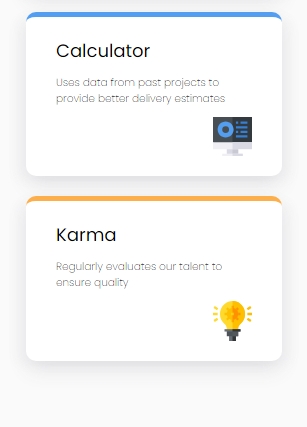 Calculator
Uses data from past projects to
provide better delivery estimates
Karma
Regularly evaluates our talent to
ensure quality